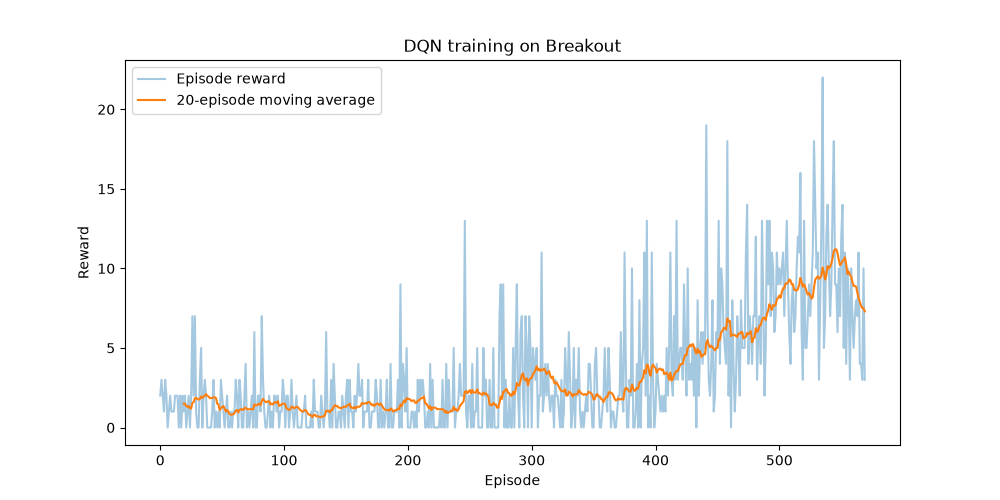 DQN training on Breakout
Episode reward
20-episode moving average
20
15
10
5
0
Reward
0 100 200 300 400 500
Episode